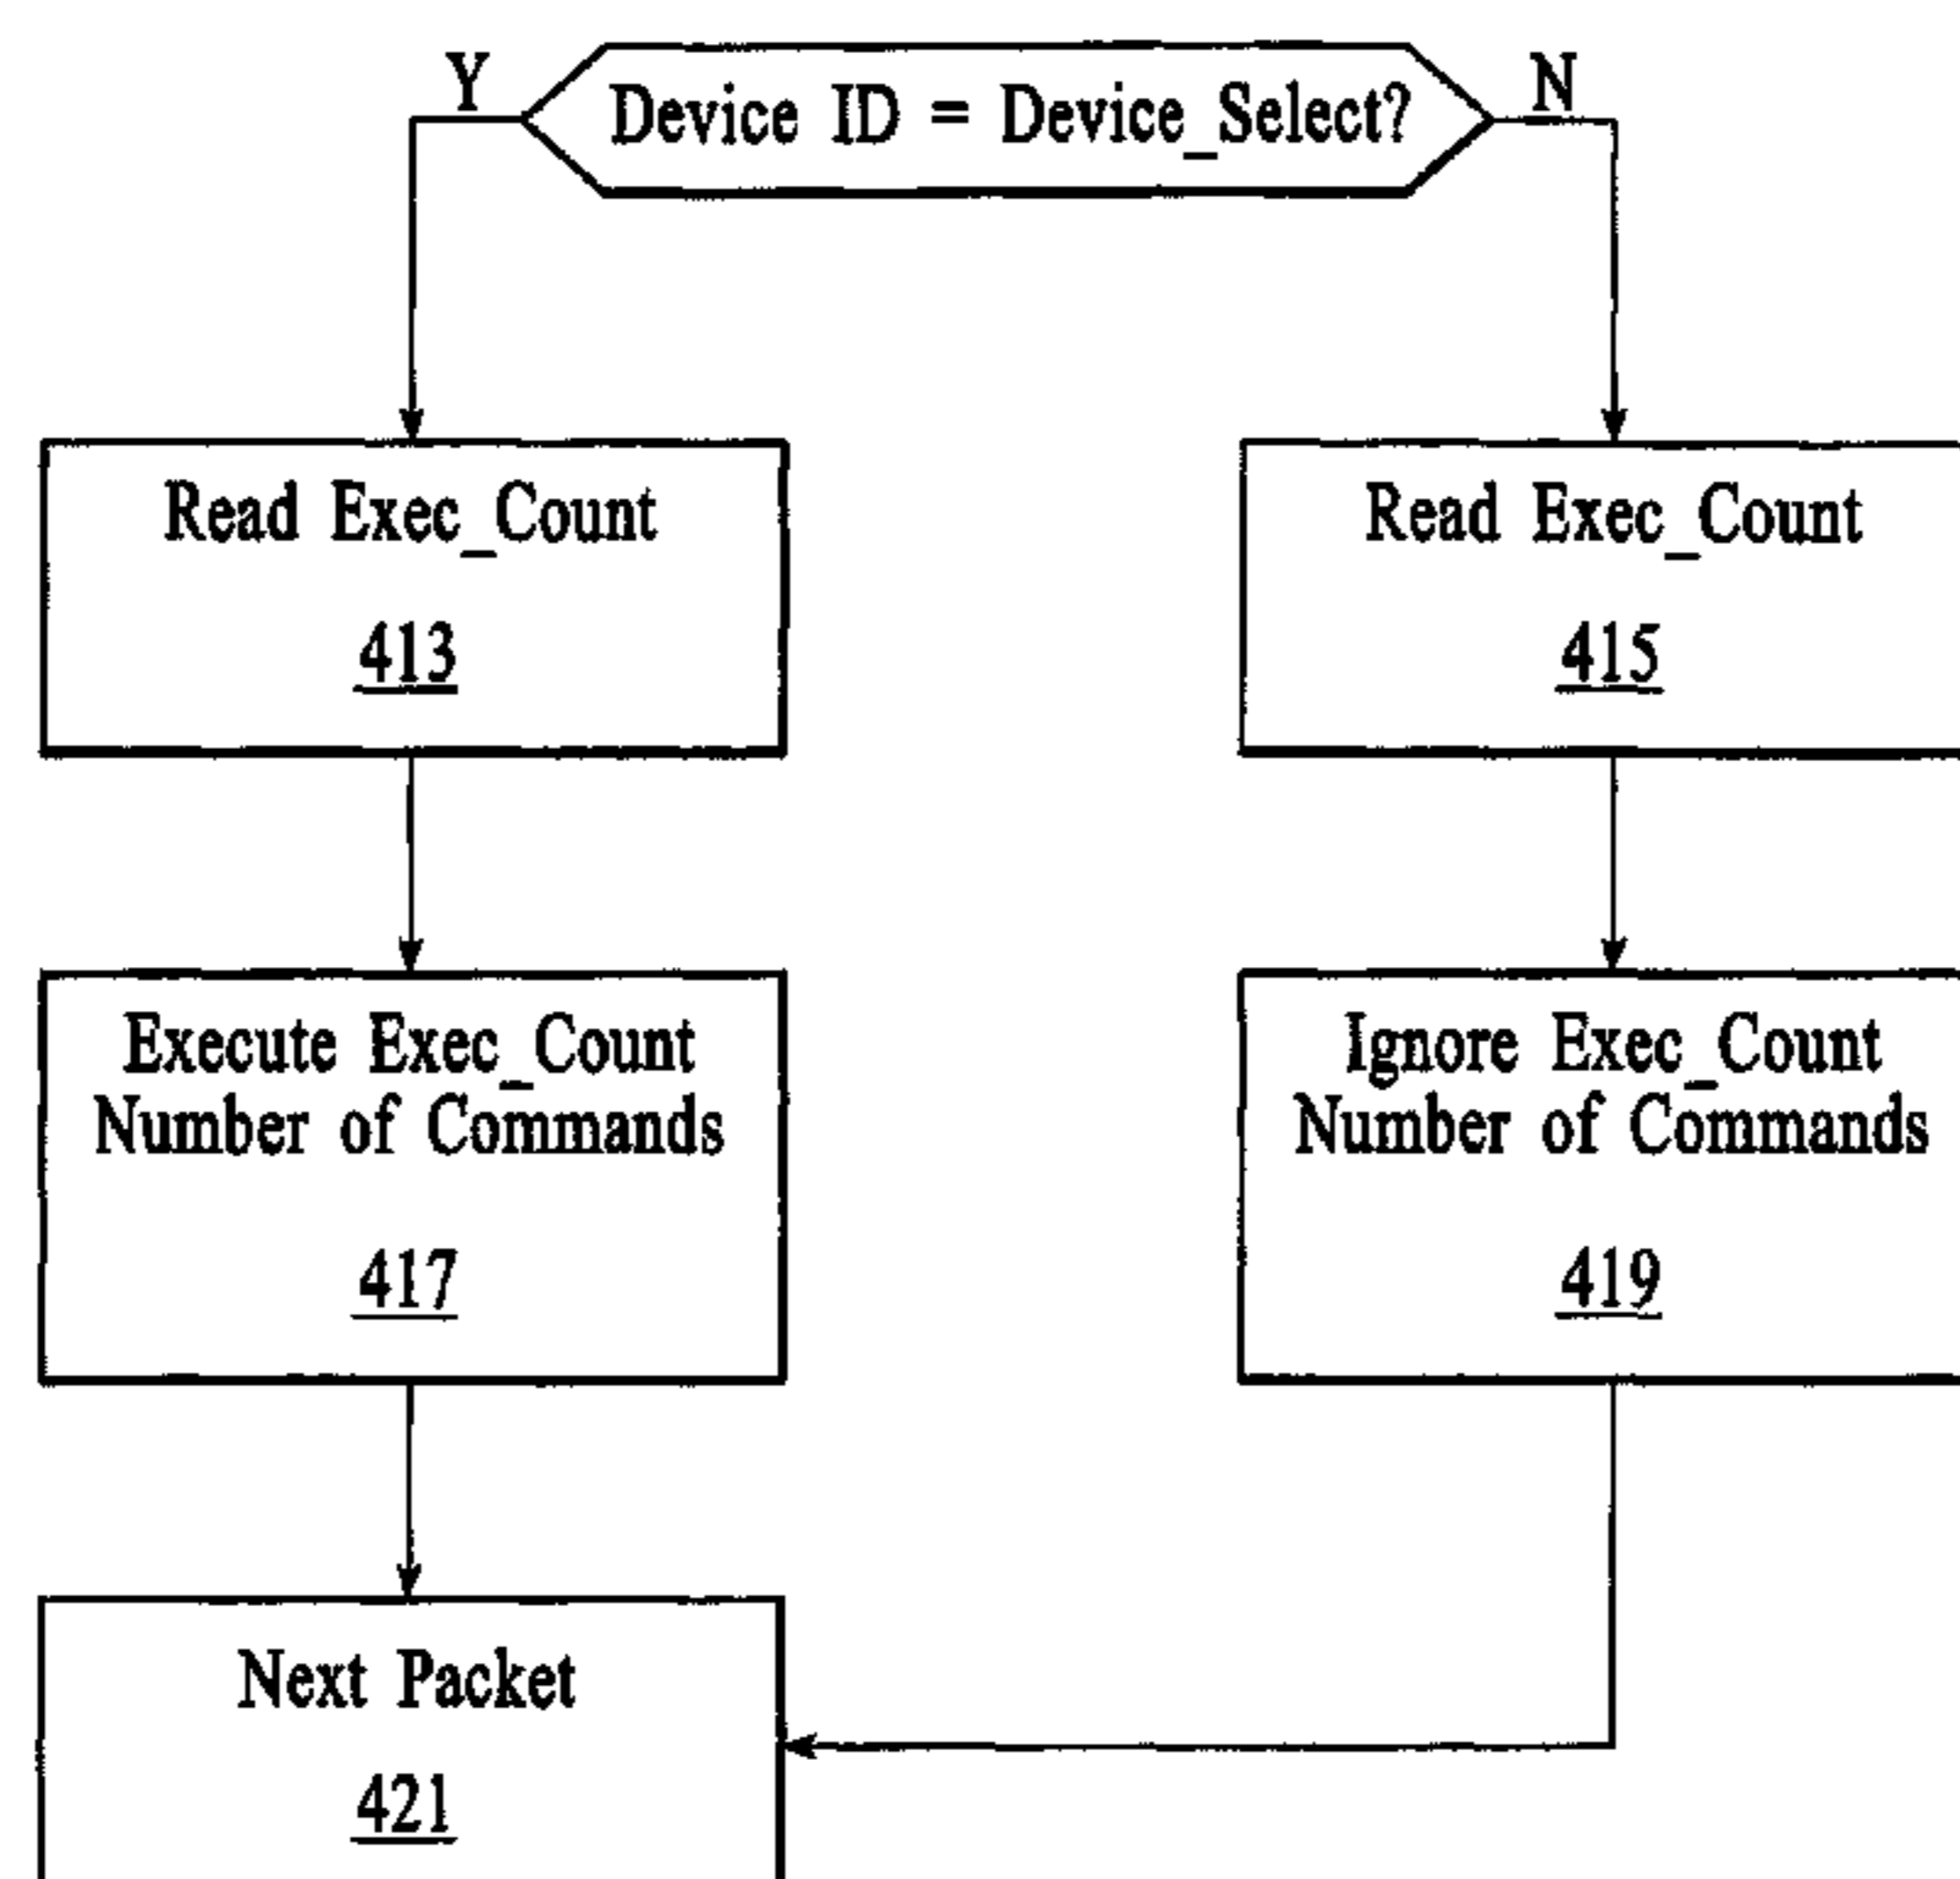 Y
Device ID = Device_Select?
N
Read Exec_Count
413
Read Exec_Count
415
Execute Exec_Count
Number of Commands
417
Ignore Exec_Count
Number of Commands
419
Next Packet
421